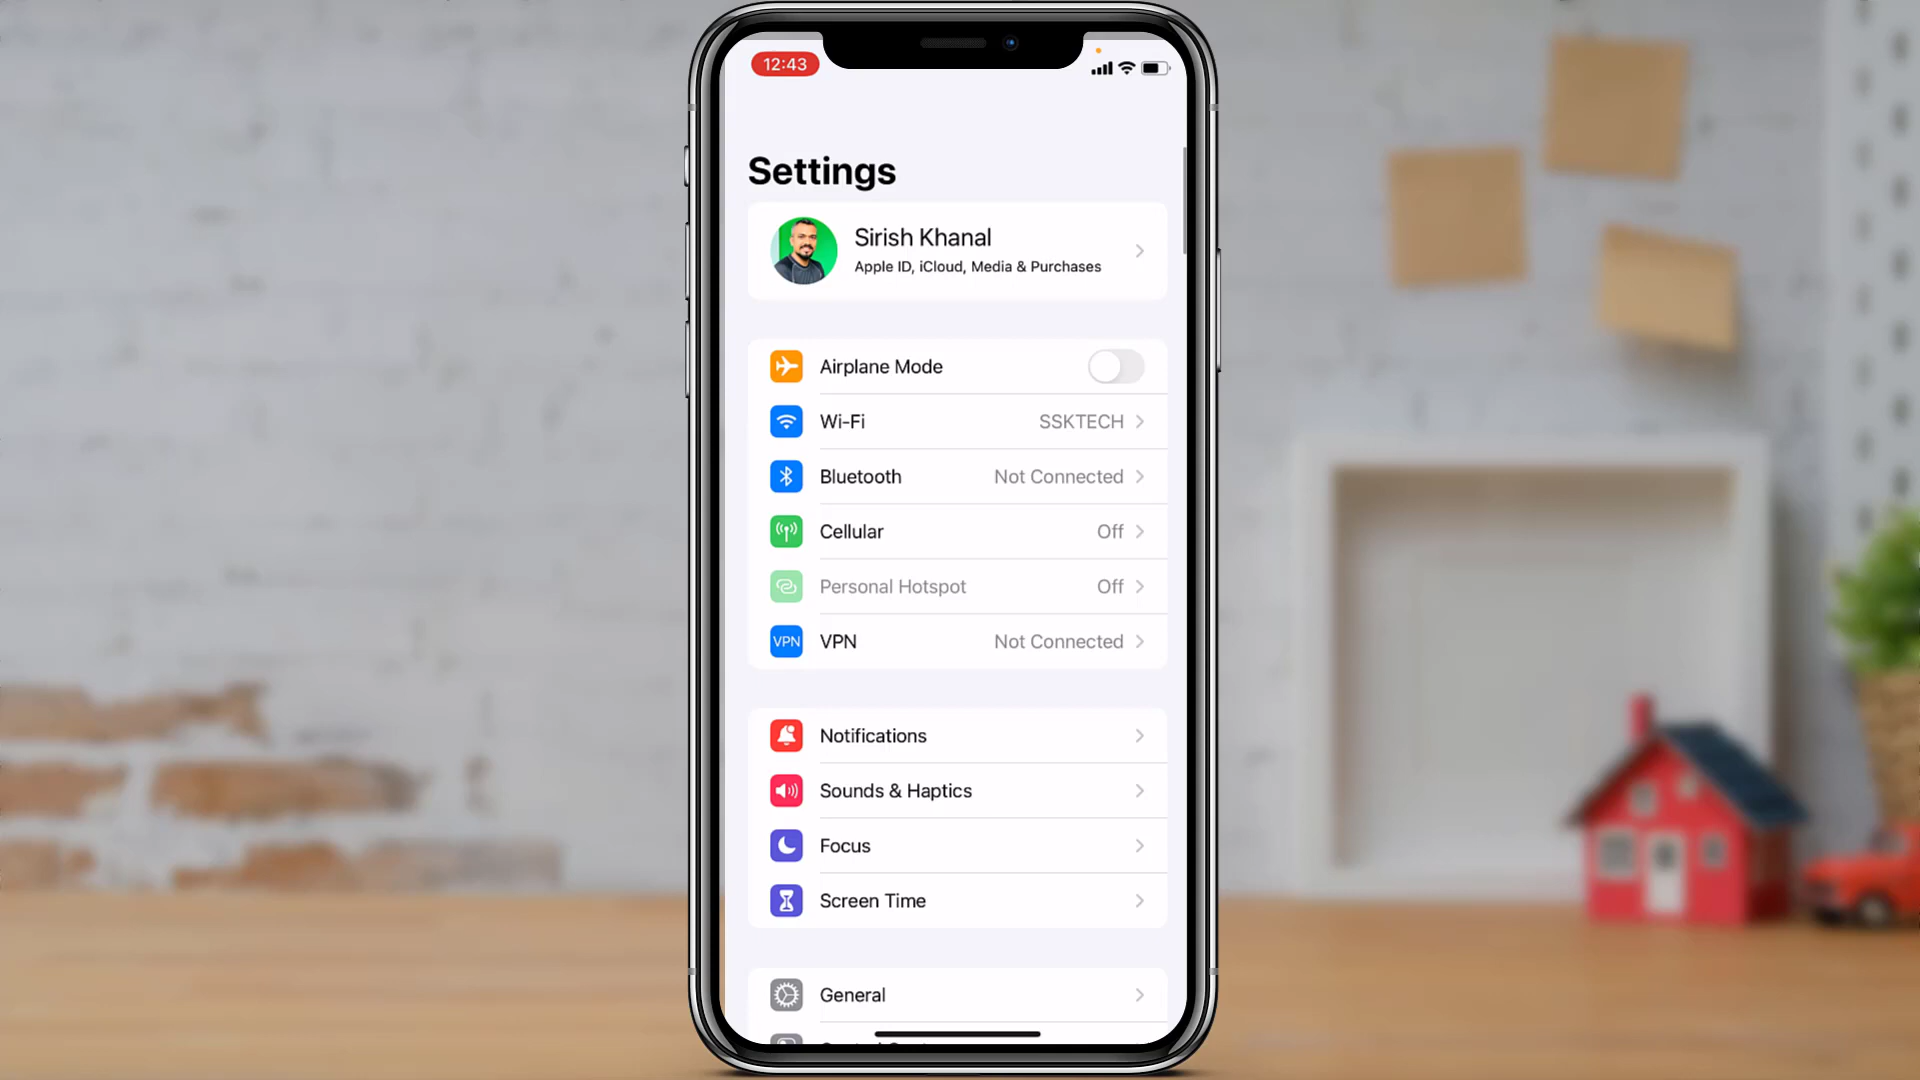 12:43
Settings
Sirish Khanal
Apple ID, iCloud, Media & Purchases
Airplane Mode
Wi-Fi SSKTECH
Bluetooth Not Connected
Cellular Off
Personal Hotspot Off
VPN VPN Not Connected
Notifications
Sounds & Haptics
Focus
Screen Time
General